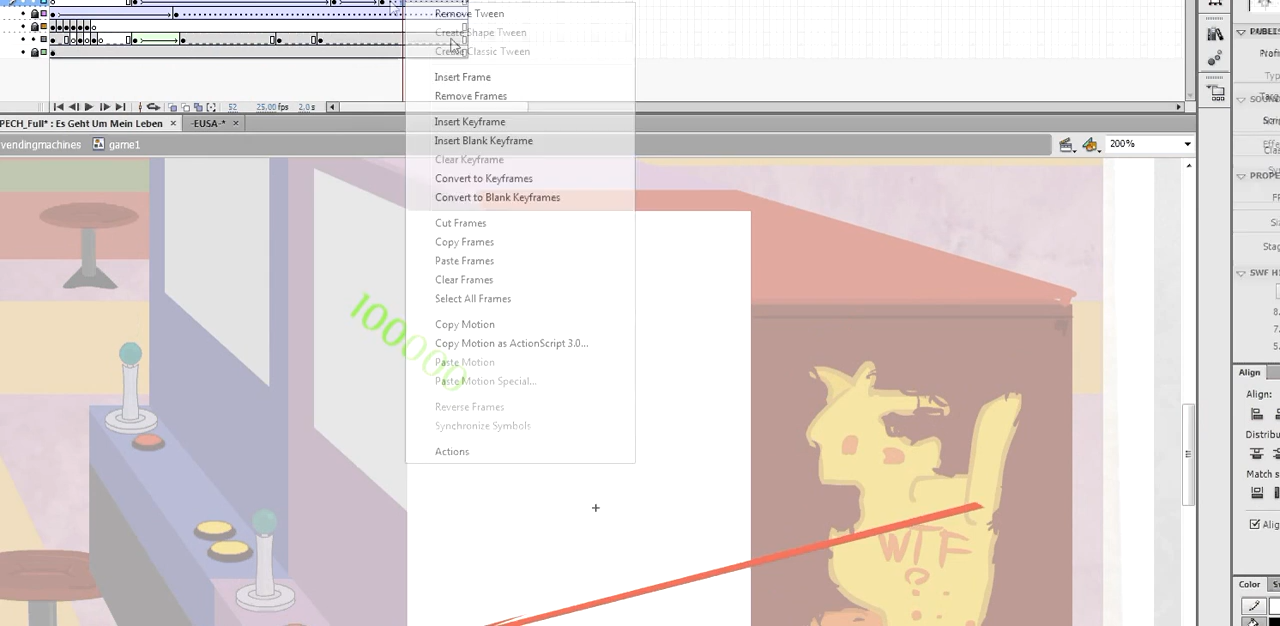 Remove Tween
Create Shape Tween
Create Classic Tween
Insert Frame
Remove Frames
52 25,00 fps 2,0 s
Insert Keyframe
PECH_Full* : Es Geht Um Mein Leben × -EUSA-* ×
Insert Blank Keyframe
vendingmachines game1
200%
Clear Keyframe
Convert to Keyframes
Convert to Blank Keyframes
Cut Frames
Copy Frames
Paste Frames
Clear Frames
Select All Frames
Copy Motion
Copy Motion as ActionScript 3.0...
Paste Motion
Paste Motion Special...
Reverse Frames
Synchronize Symbols
Actions
100000
WTF
?
PUBLIS
Profi
PROPE
SWF HI
Align
Align:
Distribu
Match s
Alig
Color